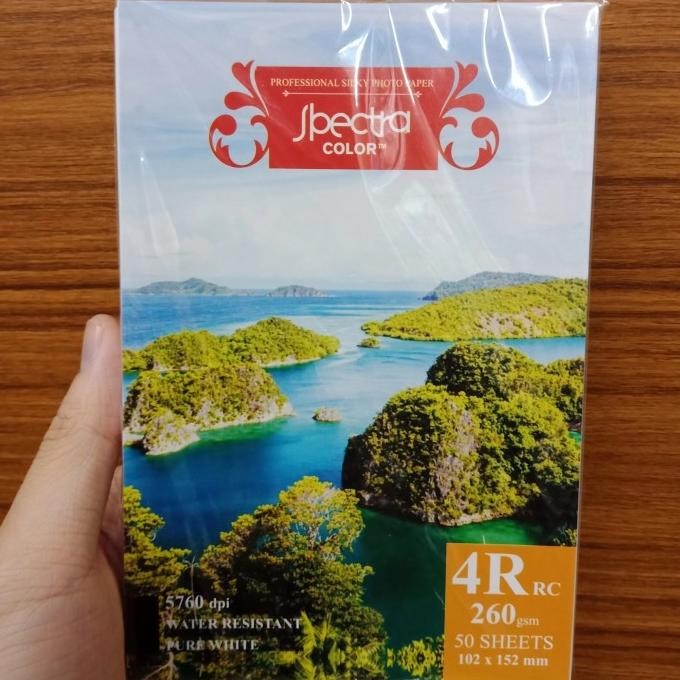 PROFESSIONAL SILKY PHOTO PAPER
Spectra
COLOR™
5760 dpi
WATER RESISTANT
PURE WHITE
4R RC
260gsm
50 SHEETS
102 x 152 mm